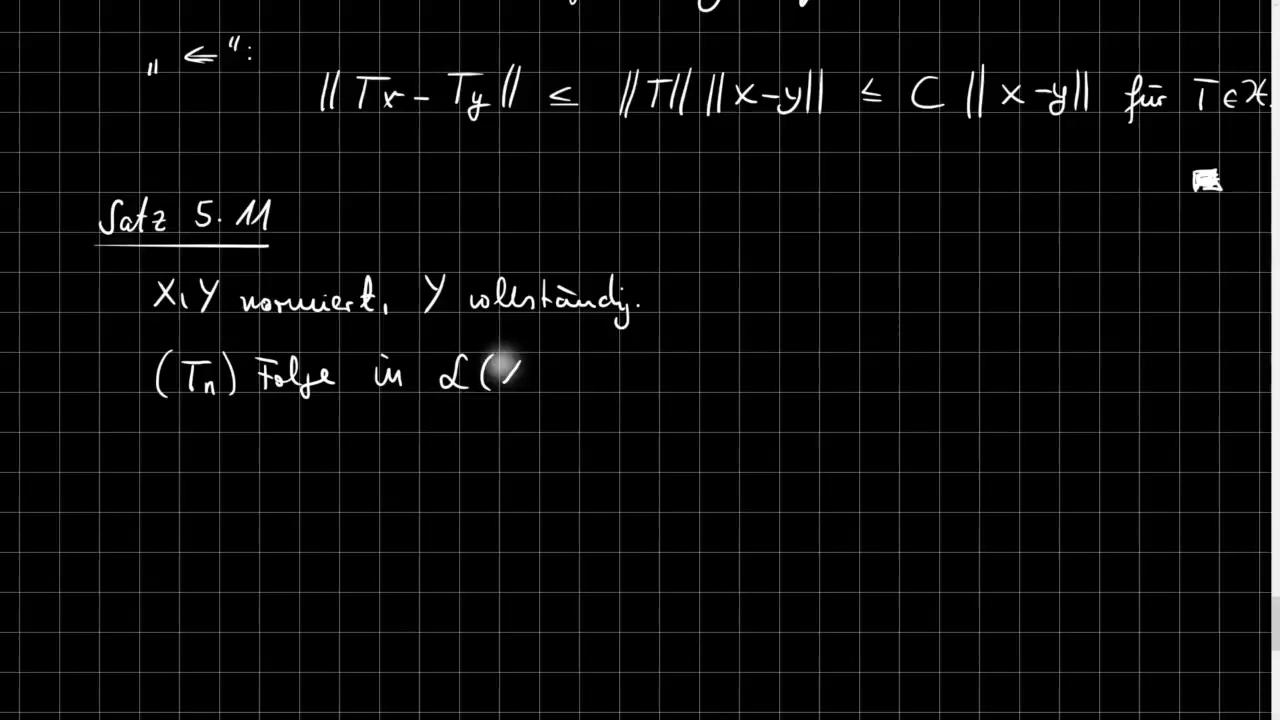 „ ⇐ “:
|| Tx - Ty || ≤ ||T|| ||x-y|| ≤ C || x-y|| für T ∈ ℋ.
Satz 5.11
X, Y normiert, Y vollständig.
(Tₙ) Folge in ℒ(